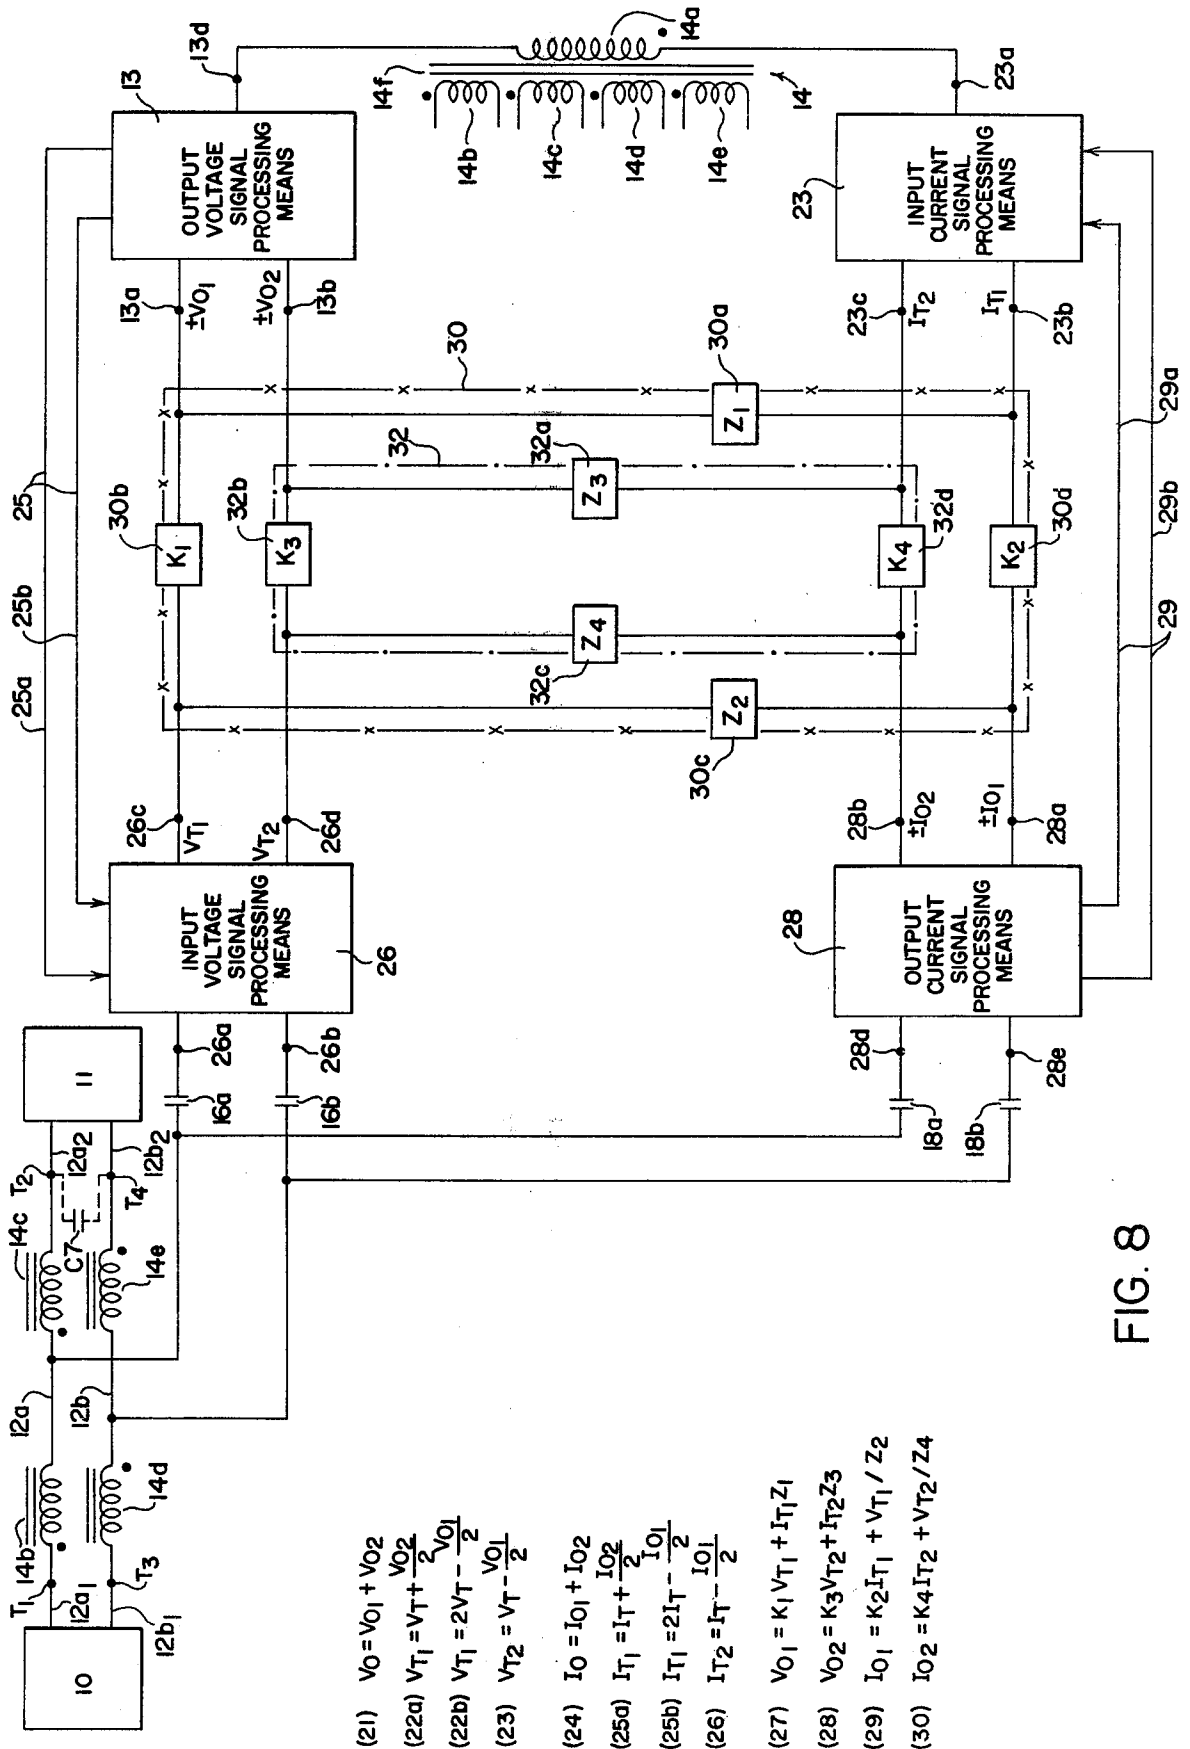 10
11
T1
14b
12a1
12b1
T3
14d
12a
12b
14c
14e
C7
T2
T4
12a2
12b2
16a
16b
26a
26b
INPUT
VOLTAGE
SIGNAL
PROCESSING
MEANS
26
VT1
26c
VT2
26d
25a
25b
25
K1
30b
K3
32b
13a
±VO1
±VO2
13b
OUTPUT
VOLTAGE
SIGNAL
PROCESSING
MEANS
13
13d
14f
14a
14b
14c
14d
14e
14
Z2
30c
Z4
32c
Z3
32a
32
Z1
30a
30
18a
18b
28d
28e
OUTPUT
CURRENT
SIGNAL
PROCESSING
MEANS
28
28b
±IO2
±IO1
28a
K4
32d
K2
30d
23c
IT2
IT1
23b
INPUT
CURRENT
SIGNAL
PROCESSING
MEANS
23
23a
29
29b
29a
(21) VO=VO1+VO2
(22a) VT1=VT+VO2/2
(22b) VT1=2VT-VO1/2
(23) VT2=VT-VO1/2
(24) IO=IO1+IO2
(25a) IT1=IT+IO2/2
(25b) IT1=2IT-IO1/2
(26) IT2=IT-IO1/2
(27) VO1=K1VT1+IT1Z1
(28) VO2=K3VT2+IT2Z3
(29) IO1=K2IT1+VT1/Z2
(30) IO2=K4IT2+VT2/Z4
FIG. 8